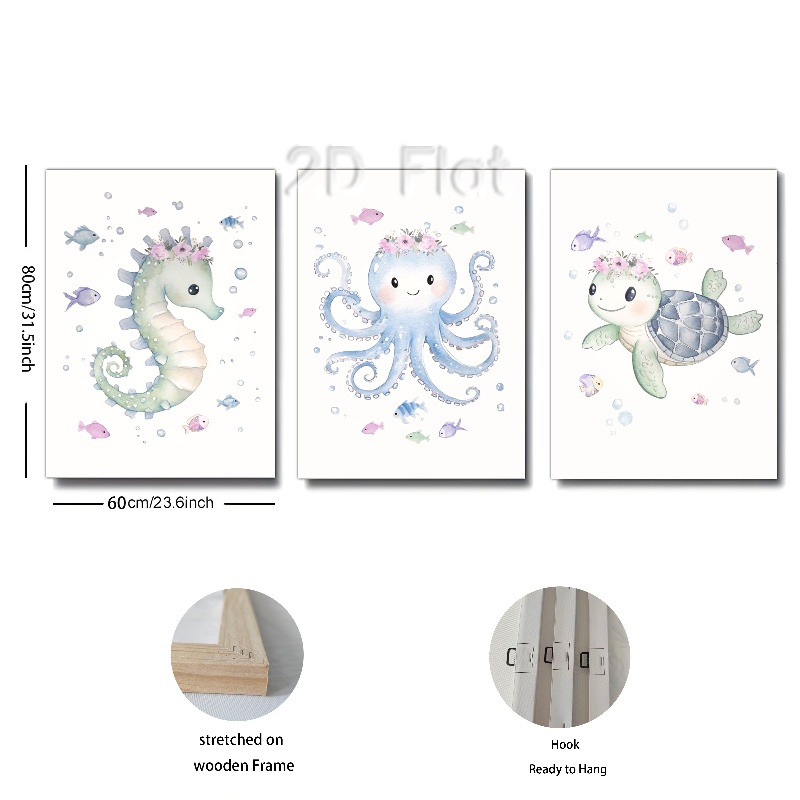 2D Flat
80cm/31.5inch
60cm/23.6inch
stretched on
wooden Frame
Hook
Ready to Hang